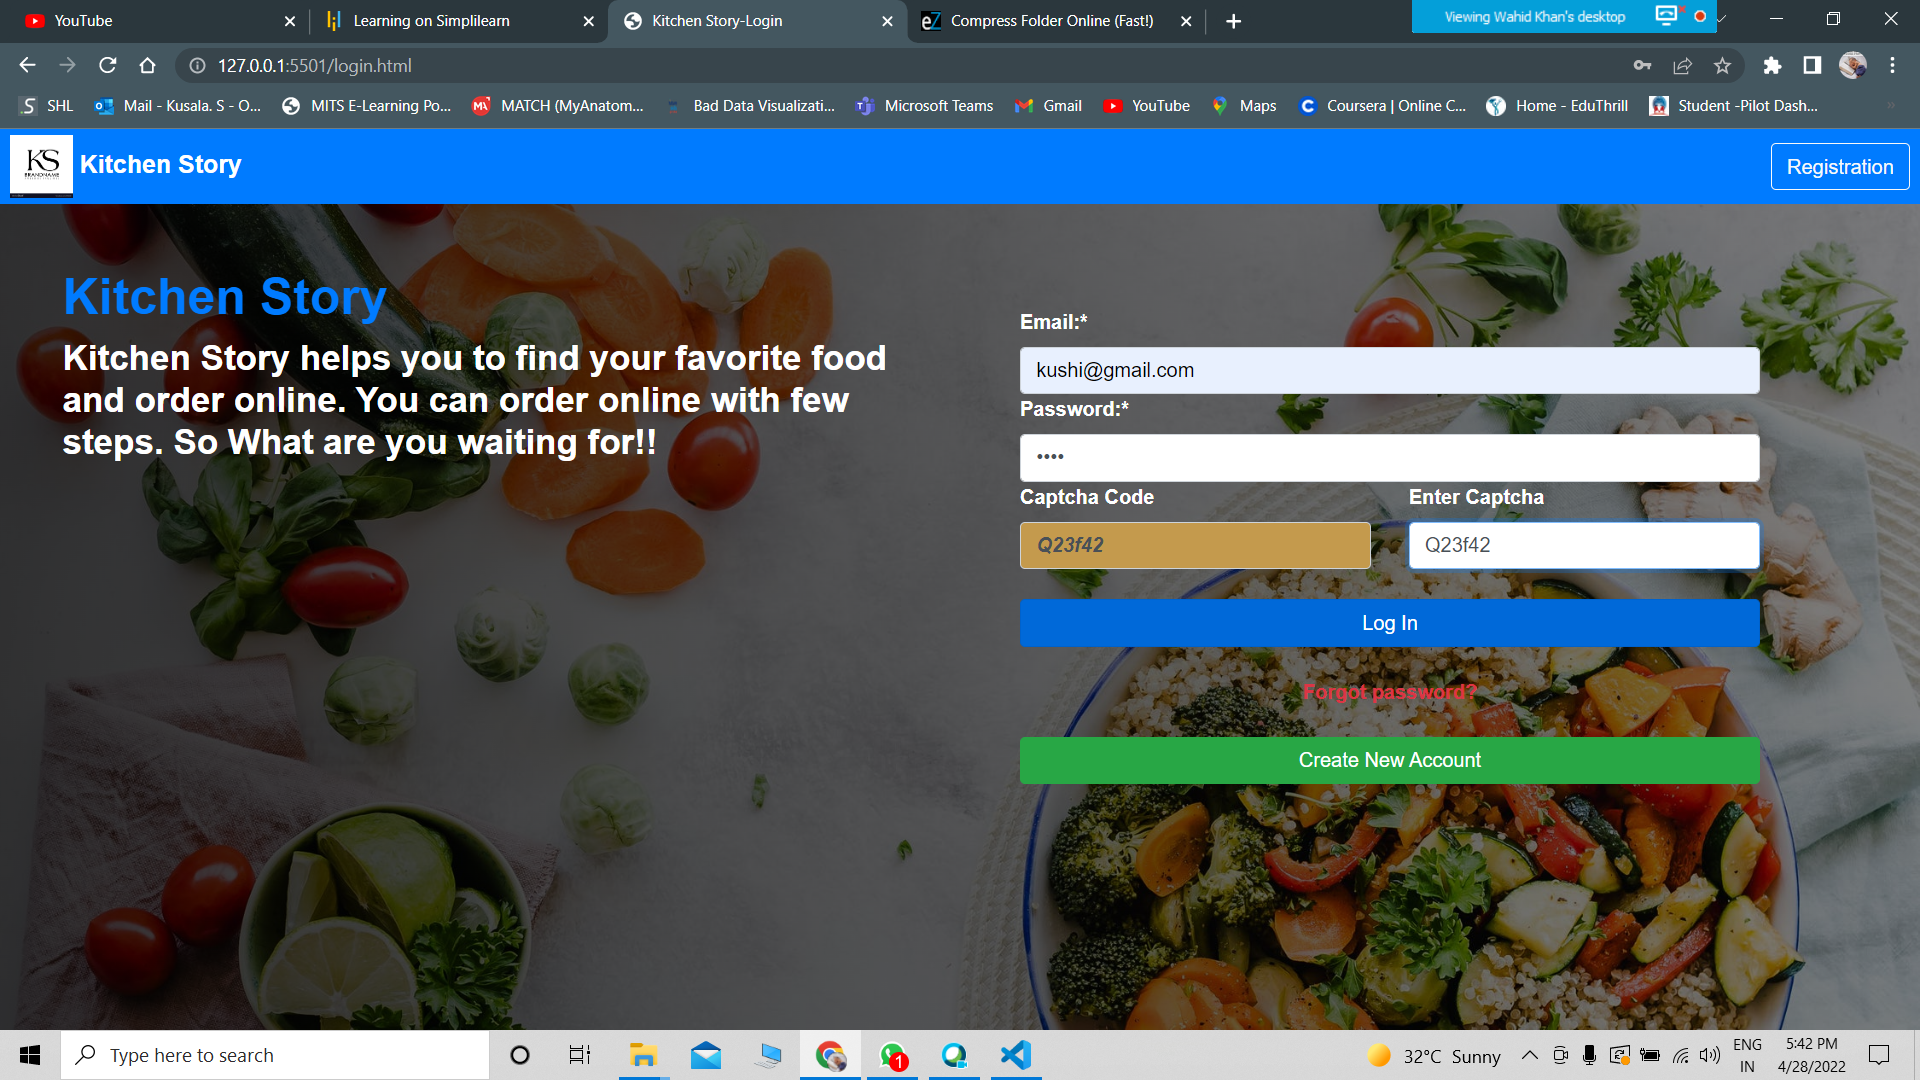 YouTube
Learning on Simplilearn
Kitchen Story-Login
Compress Folder Online (Fast!)
Viewing Wahid Khan's desktop
127.0.0.1:5501/login.html
SHL
Mail - Kusala. S - O...
MITS E-Learning Po...
MATCH (MyAnatom...
Bad Data Visualizati...
Microsoft Teams
Gmail
YouTube
Maps
Coursera | Online C...
Home - EduThrill
Student -Pilot Dash...
KS
BRANDNAME
Kitchen Story
Registration
Kitchen Story
Kitchen Story helps you to find your favorite food
and order online. You can order online with few
steps. So What are you waiting for!!
Email:*
kushi@gmail.com
Password:*
••••
Captcha Code
Enter Captcha
Q23f42
Q23f42
Log In
Forgot password?
Create New Account
Type here to search
1
32°C Sunny
ENG
IN
5:42 PM
4/28/2022